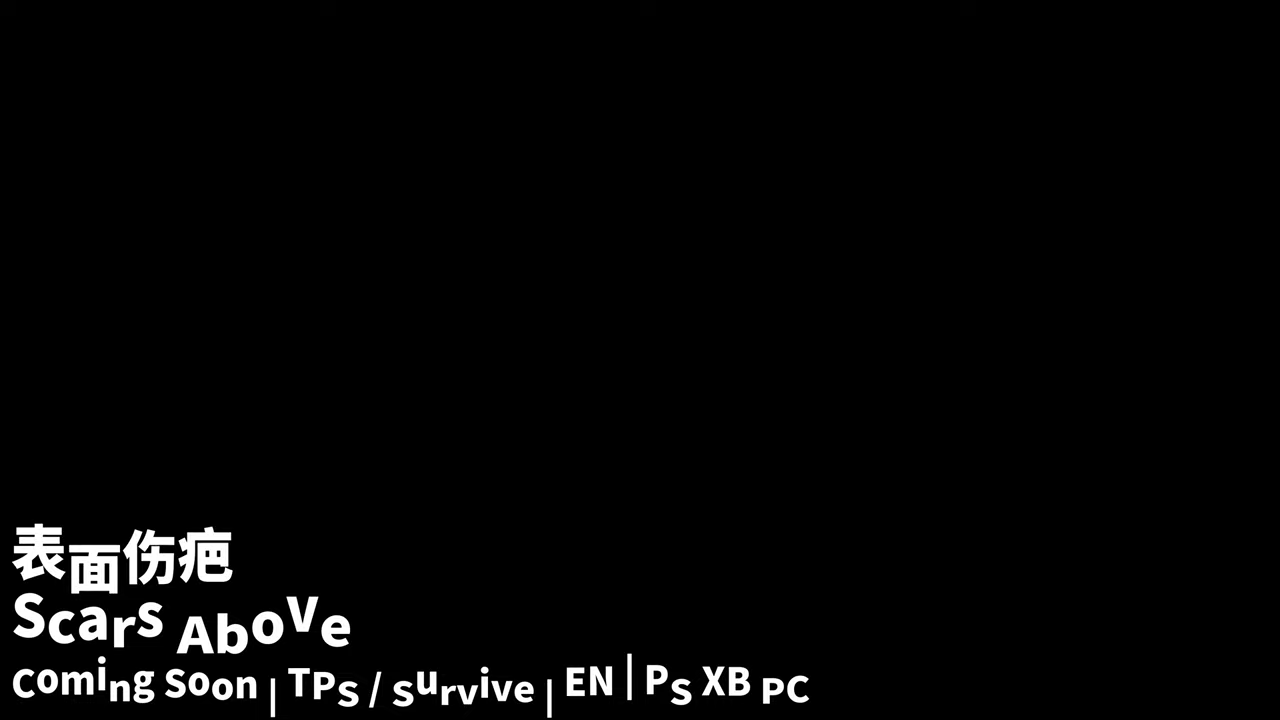 表面伤疤
Scars Above
Coming Soon | TPS / survive | EN | PS XB PC